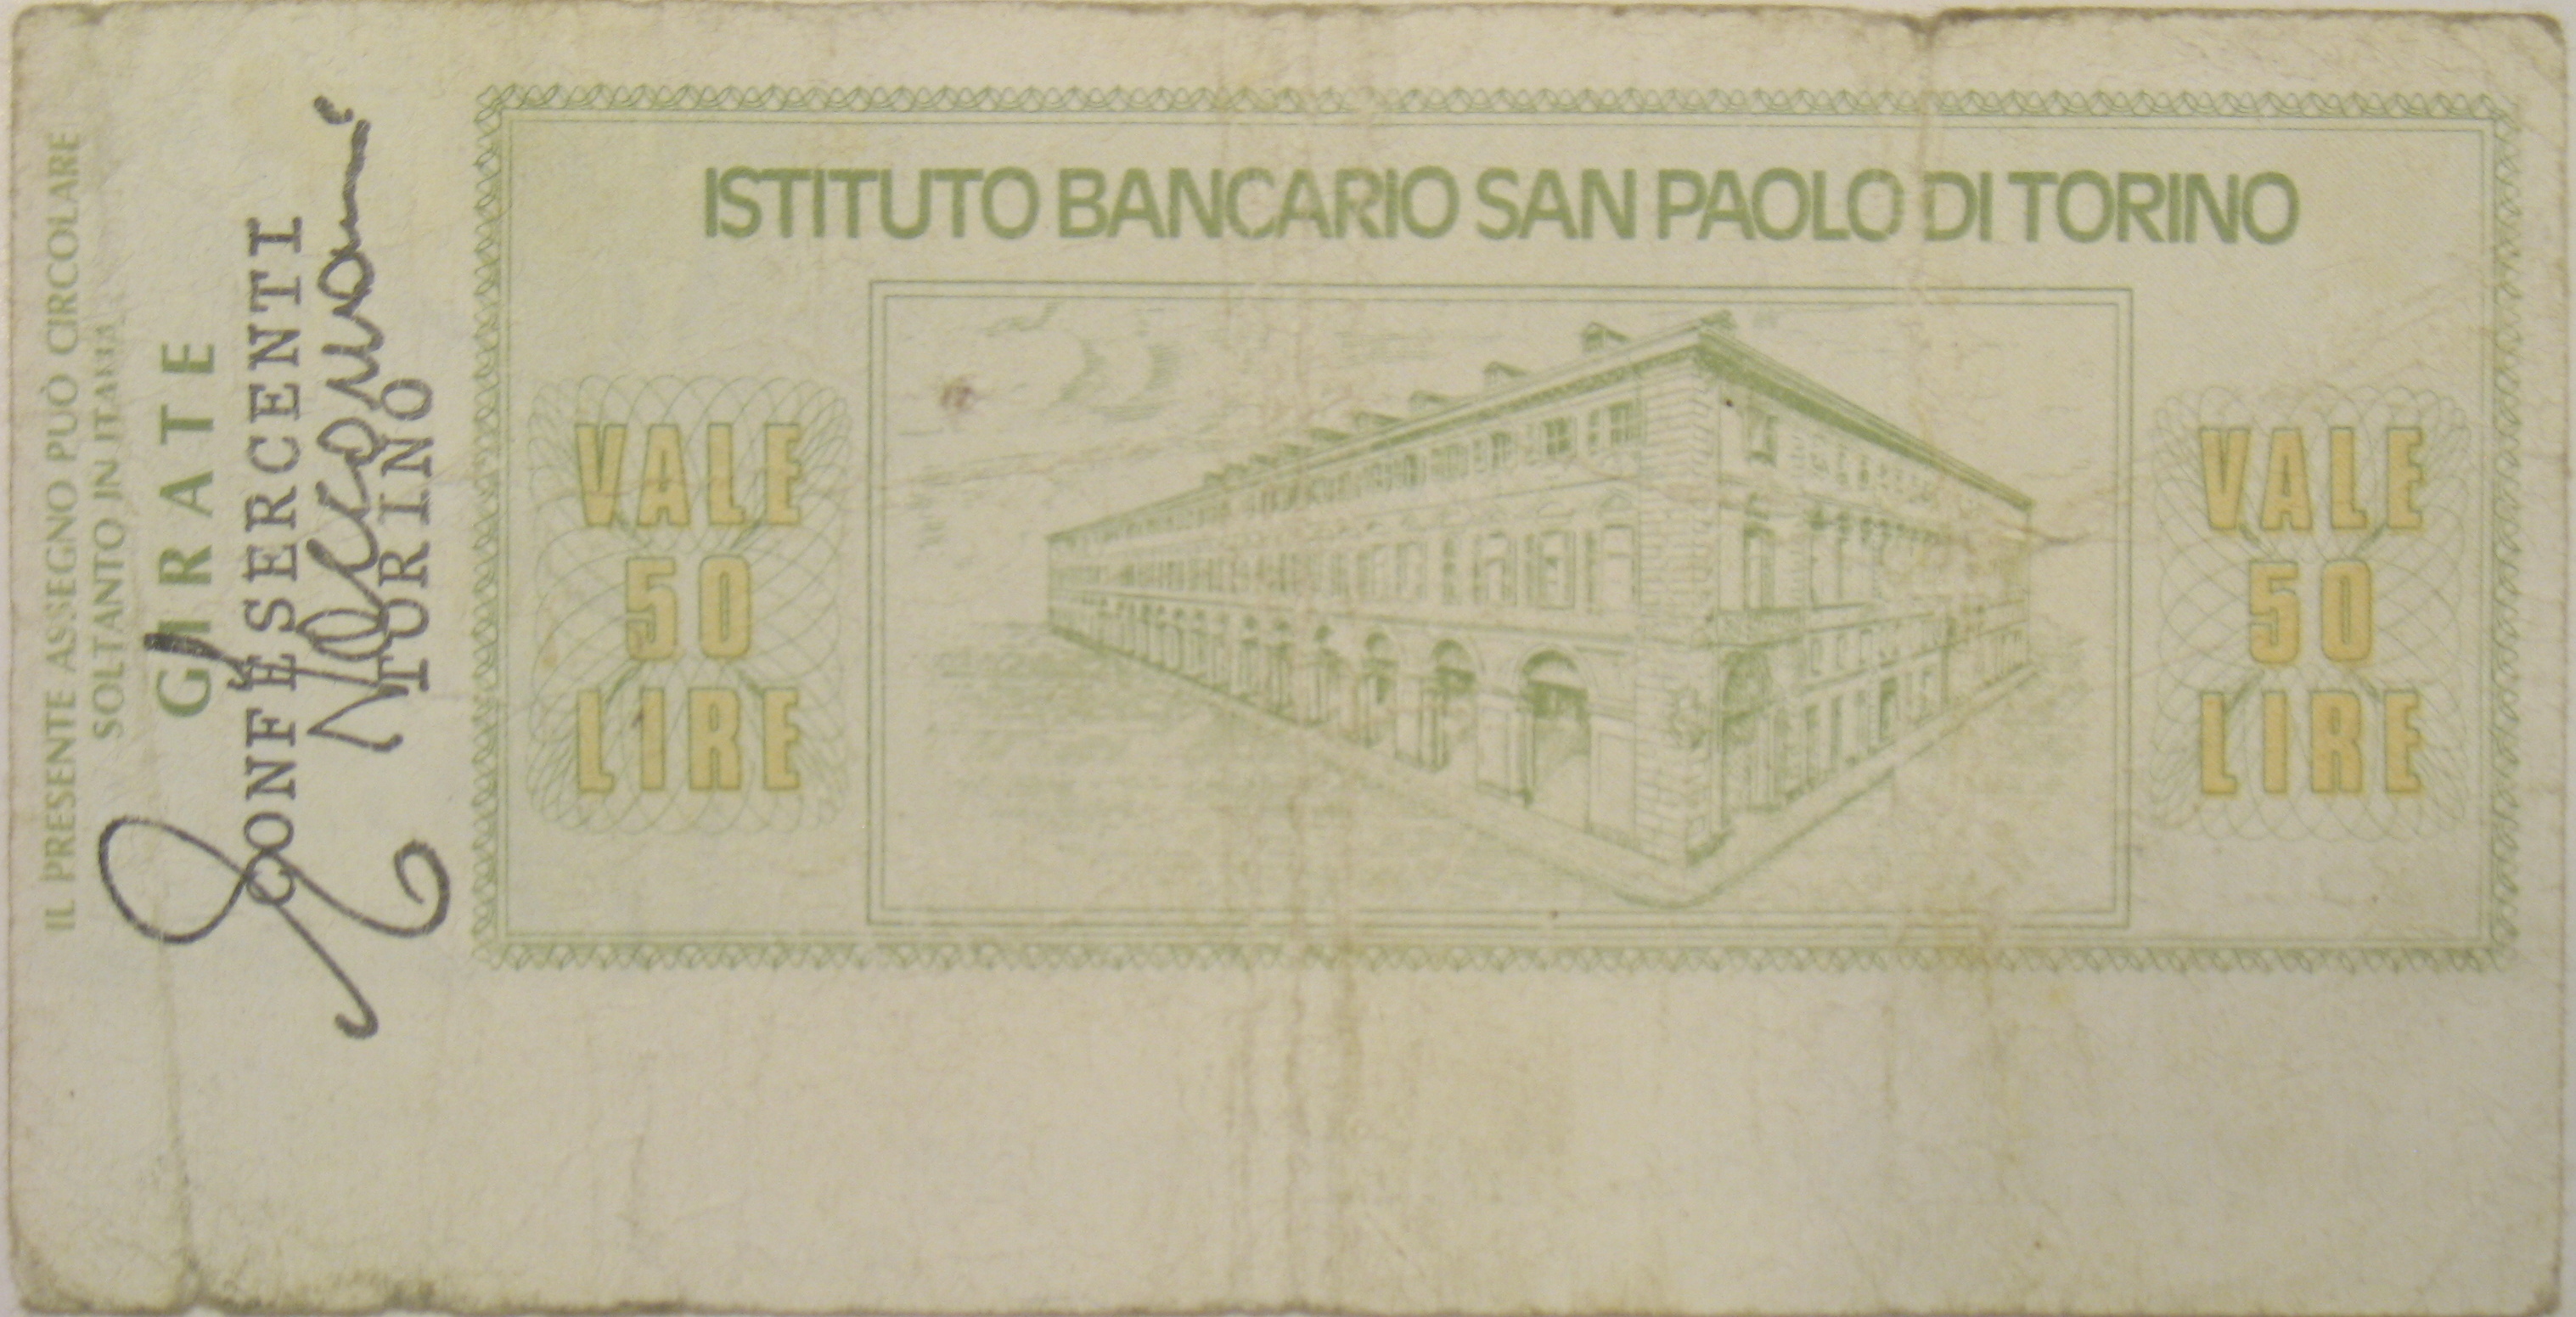 IL PRESENTE ASSEGNO PUÒ CIRCOLARE
SOLTANTO IN ITALIA
GIRATE
CONFESERCENTI
TORINO
ISTITUTO BANCARIO SAN PAOLO DI TORINO
VALE
50
LIRE
VALE
50
LIRE